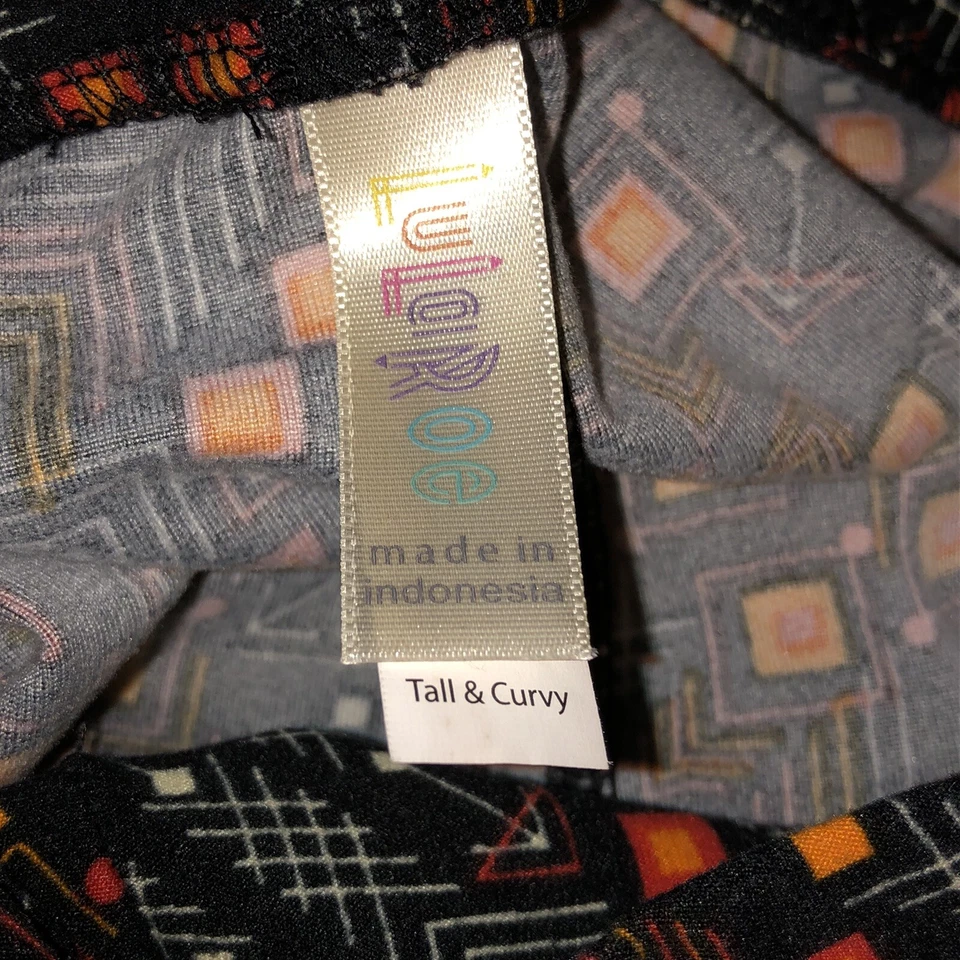 LuLaRoe
made in
indonesia
Tall & Curvy